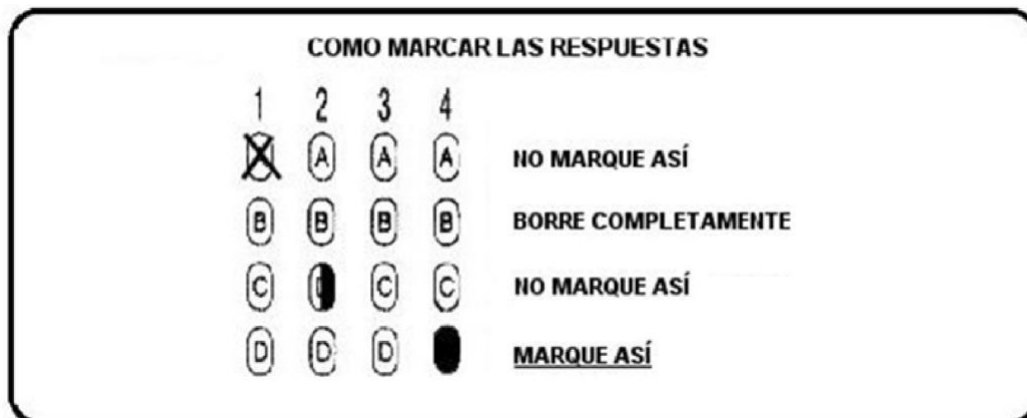 COMO MARCAR LAS RESPUESTAS
1 2 3 4
A A A NO MARQUE ASÍ
B B B B BORRE COMPLETAMENTE
C C C NO MARQUE ASÍ
D D D MARQUE ASÍ